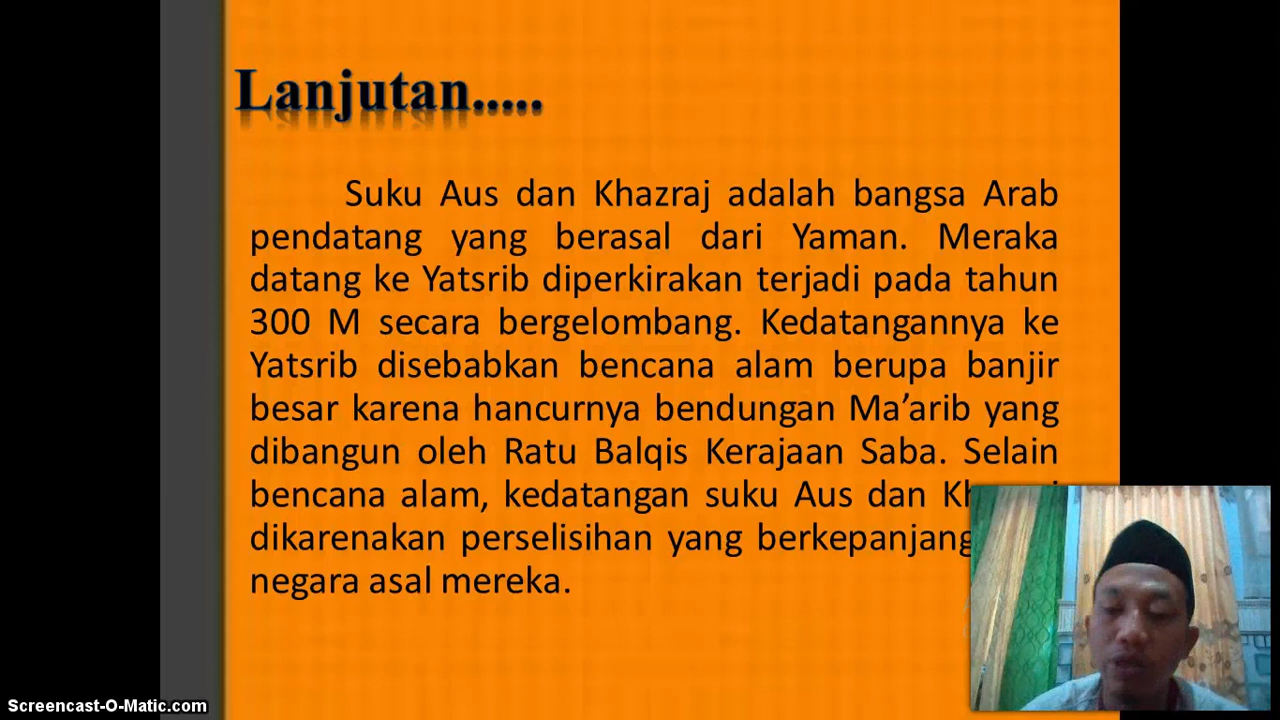 Lanjutan.....
Suku Aus dan Khazraj adalah bangsa Arab
pendatang yang berasal dari Yaman. Meraka
datang ke Yatsrib diperkirakan terjadi pada tahun
300 M secara bergelombang. Kedatangannya ke
Yatsrib disebabkan bencana alam berupa banjir
besar karena hancurnya bendungan Ma’arib yang
dibangun oleh Ratu Balqis Kerajaan Saba. Selain
bencana alam, kedatangan suku Aus dan
dikarenakan perselisihan yang
negara asal mereka.
Screencast-O-Matic.com